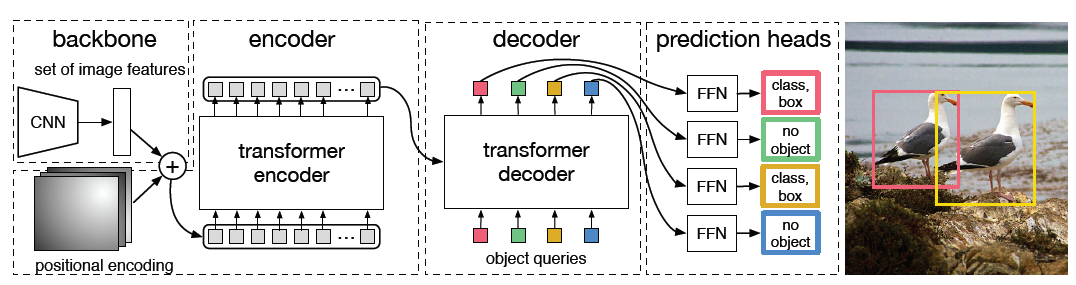 backbone
set of image features
CNN
+
positional encoding
encoder
...
transformer
encoder
...
decoder
transformer
decoder
object queries
prediction heads
FFN
class,
box
FFN
no
object
FFN
class,
box
FFN
no
object